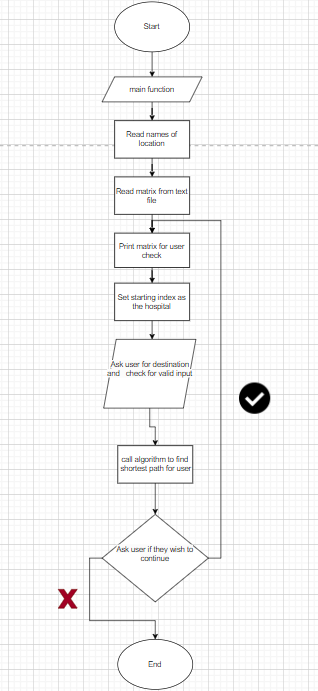 Start
main function
Read names of
location
Read matrix from text
file
Print matrix for user
check
Set starting index as
the hospital
Ask user for destination
and check for valid input
call algorithm to find
shortest path for user
Ask user if they wish to
continue
X
End